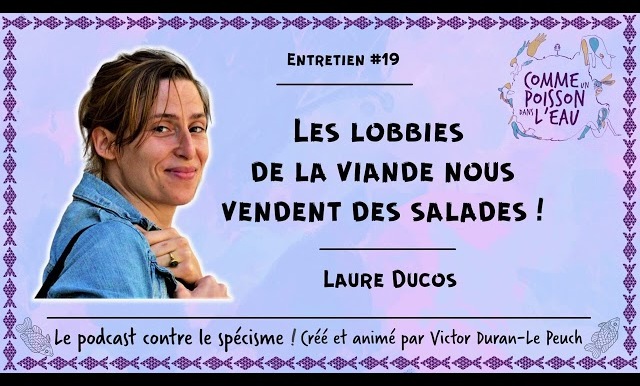 ENTRETIEN #19
COMME UN
POISSON
DANS L'EAU
LES LOBBIES
DE LA VIANDE NOUS
VENDENT DES SALADES !
LAURE DUCOS
Le podcast contre le spécisme ! Créé et animé par Victor Duran-Le Peuch